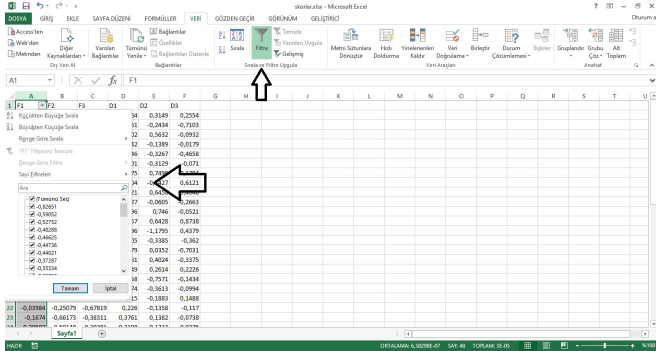 skorlar.xlsx - Microsoft Excel
DOSYA GİRİŞ EKLE SAYFA DÜZENİ FORMÜLLER VERİ GÖZDEN GEÇİR GÖRÜNÜM GELİŞTİRİCİ Oturum a
Access'ten
Web'den
Metinden
Diğer Kaynaklardan
Varolan Bağlantılar
Tümünü Yenile
Bağlantılar
Özellikler
Bağlantıları Düzenle
Sırala
Filtre
Temizle
Yeniden Uygula
Gelişmiş
Metni Sütunlara Dönüştür
Hızlı Doldurma
Yinelenenleri Kaldır
Veri Doğrulama
Birleştir
Durum Çözümlemesi
İlişkiler
Gruplandır
Grubu Çöz
Alt Toplam
Dış Veri Al Bağlantılar Sırala ve Filtre Uygula Veri Araçları Anahat
A1 fx F1
A B C D E F G H I J K L M N O P Q R S T U
1 F1 F2 F3 D1 D2 D3
Küçükten Büyüğe Sırala
Büyükten Küçüğe Sırala
Renge Göre Sırala
"F1" Filtresini Temizle
Renge Göre Filtre
Sayı Filtreleri
Ara
(Tümünü Seç)
-0,82651
-0,59052
-0,52752
-0,48288
-0,46625
-0,44736
-0,44021
-0,37287
-0,35334
Tamam İptal
0,3149 0,2554
-0,2434 -0,7103
0,5632 -0,0932
-0,1389 -0,0179
-0,3267 -0,4658
-0,3129 -0,071
0,6121
-0,0605 -0,2663
0,746 -0,0521
0,6428 0,8738
-1,1795 0,4379
-0,3385 -0,362
0,0352 -0,7031
0,4024 -0,3375
0,2614 0,2226
-0,7571 -0,1434
-0,3613 -0,0994
-0,1883 0,1488
22 -0,03984 -0,25079 -0,67819 0,226 -0,1358 -0,117
23 -0,1674 -0,66173 -0,38311 0,3761 0,1382 -0,0738
Sayfa1
HAZIR ORTALAMA: 6,38298E-07 SAY: 48 TOPLAM: 3E-05 %100